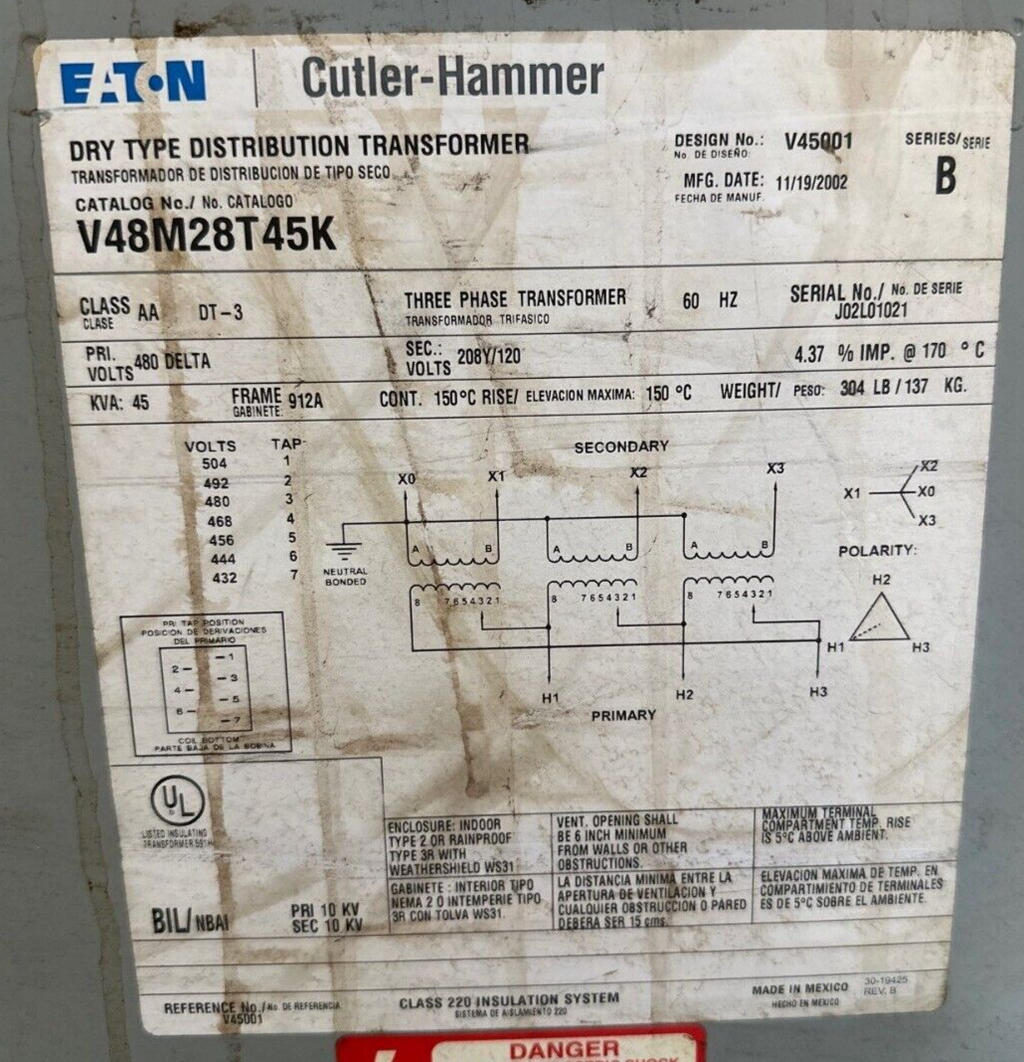 EATON | Cutler-Hammer
DRY TYPE DISTRIBUTION TRANSFORMER
TRANSFORMADOR DE DISTRIBUCION DE TIPO SECO
CATALOG No./ No. CATALOGO
V48M28T45K
DESIGN No.: V45001
No. DE DISEÑO:
MFG. DATE: 11/19/2002
FECHA DE MANUF.
SERIES/ SERIE
B
CLASS AA DT-3
CLASE
THREE PHASE TRANSFORMER 60 HZ
TRANSFORMADOR TRIFASICO
SERIAL No./ No. DE SERIE
J02L01021
PRI. VOLTS 480 DELTA
SEC.: VOLTS 208Y/120
4.37 % IMP. @ 170 °C
KVA: 45
FRAME 912A
GABINETE:
CONT. 150°C RISE/ ELEVACION MAXIMA: 150 °C
WEIGHT/ PESO: 304 LB / 137 KG.
VOLTS TAP
504 1
492 2
480 3
468 4
456 5
444 6
432 7
SECONDARY
X0 X1 X2 X3
A B A B A B
NEUTRAL
BONDED
8 7654321 8 7654321 8 7654321
H1 H2 H3
PRIMARY
X2
X1 X0
X3
POLARITY:
H2
H1 H3
PRI TAP POSITION
POSICION DE DERIVACIONES
DEL PRIMARIO
1
2
3
4
5
6
7
COIL BOTTOM
PARTE BAJA DE LA BOBINA
UL
LISTED INSULATING
BIL/ NBAI
PRI 10 KV
SEC 10 KV
ENCLOSURE: INDOOR
TYPE 2 OR RAINPROOF
TYPE 3R WITH
WEATHERSHIELD WS31
GABINETE : INTERIOR TIPO
NEMA 2 O INTEMPERIE TIPO
3R CON TOLVA WS31.
VENT. OPENING SHALL
BE 6 INCH MINIMUM
FROM WALLS OR OTHER
OBSTRUCTIONS.
LA DISTANCIA MINIMA ENTRE LA
APERTURA DE VENTILACION Y
CUALQUIER OBSTRUCCION O PARED
DEBERA SER 15 cms.
MAXIMUM TERMINAL
COMPARTMENT TEMP. RISE
IS 5°C ABOVE AMBIENT.
ELEVACION MAXIMA DE TEMP. EN
COMPARTIMIENTO DE TERMINALES
ES DE 5°C SOBRE EL AMBIENTE.
REFERENCE No./ No. DE REFERENCIA
V45001
CLASS 220 INSULATION SYSTEM
SISTEMA DE AISLAMIENTO 220
MADE IN MEXICO
HECHO EN MEXICO
30-19425
REV. B
DANGER